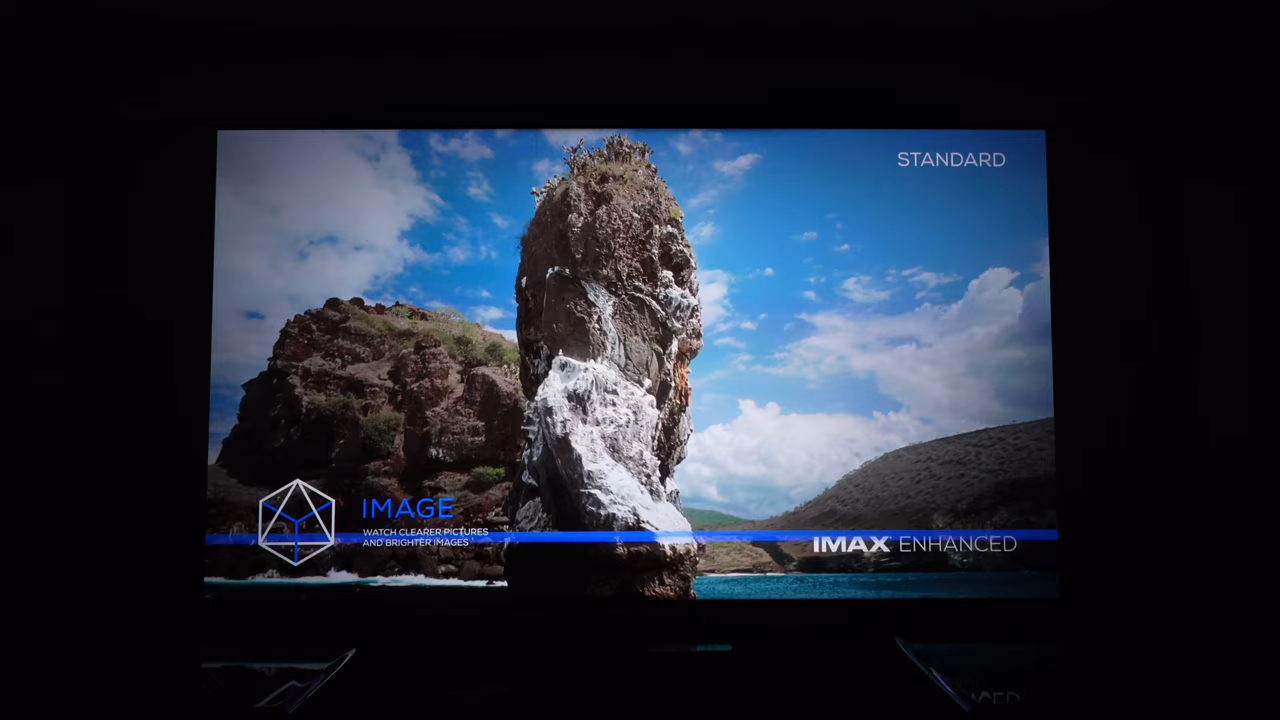 STANDARD
IMAGE
WATCH CLEARER PICTURES
AND BRIGHTER IMAGES
IMAX ENHANCED